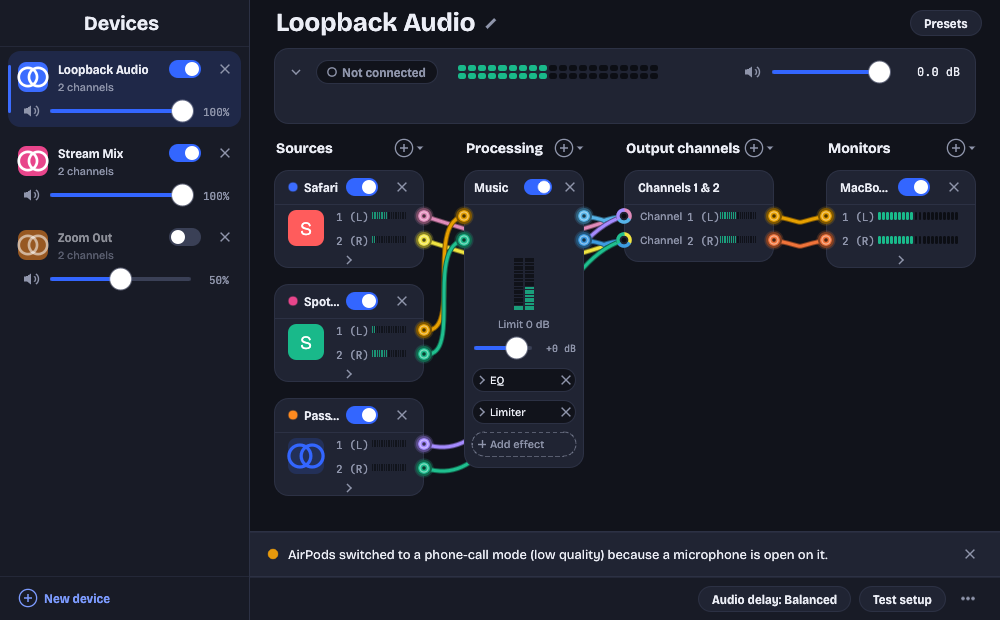 Devices
Loopback Audio
2 channels
100%
Stream Mix
2 channels
100%
Zoom Out
2 channels
50%
New device
Loopback Audio
Presets
Not connected
0.0 dB
Sources
Processing
Output channels
Monitors
Safari
S
1 (L)
2 (R)
Spot...
S
1 (L)
2 (R)
Pass...
1 (L)
2 (R)
Music
Limit 0 dB
+0 dB
EQ
Limiter
+ Add effect
Channels 1 & 2
Channel 1 (L)
Channel 2 (R)
MacBo...
1 (L)
2 (R)
AirPods switched to a phone-call mode (low quality) because a microphone is open on it.
Audio delay: Balanced
Test setup